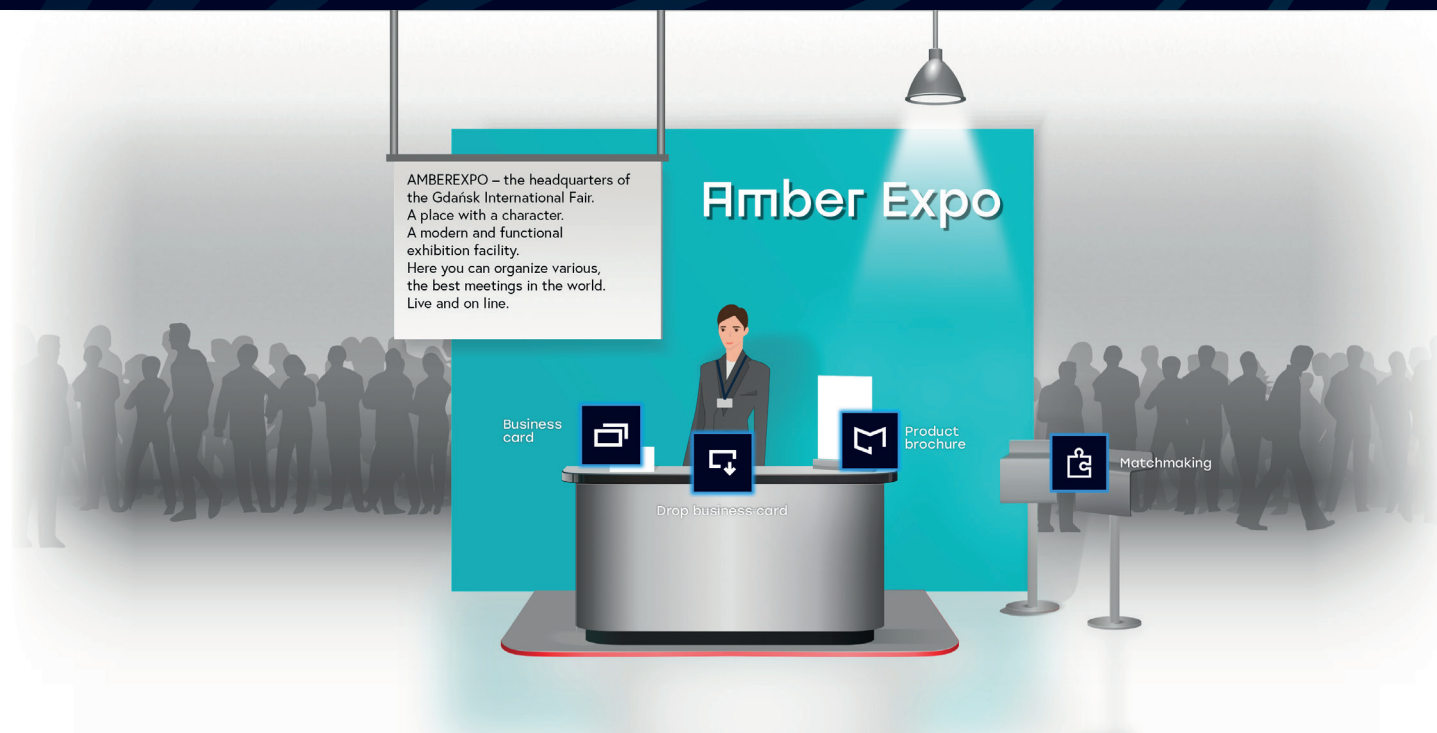 AMBEREXPO – the headquarters of
the Gdańsk International Fair.
A place with a character.
A modern and functional
exhibition facility.
Here you can organize various,
the best meetings in the world.
Live and on line.
Amber Expo
Business
card
Drop business card
Product
brochure
Matchmaking